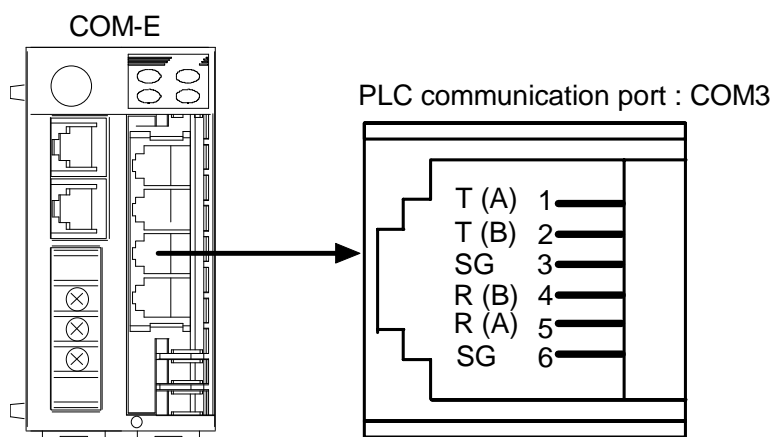 COM-E
PLC communication port : COM3
T (A) 1
T (B) 2
SG 3
R (B) 4
R (A) 5
SG 6